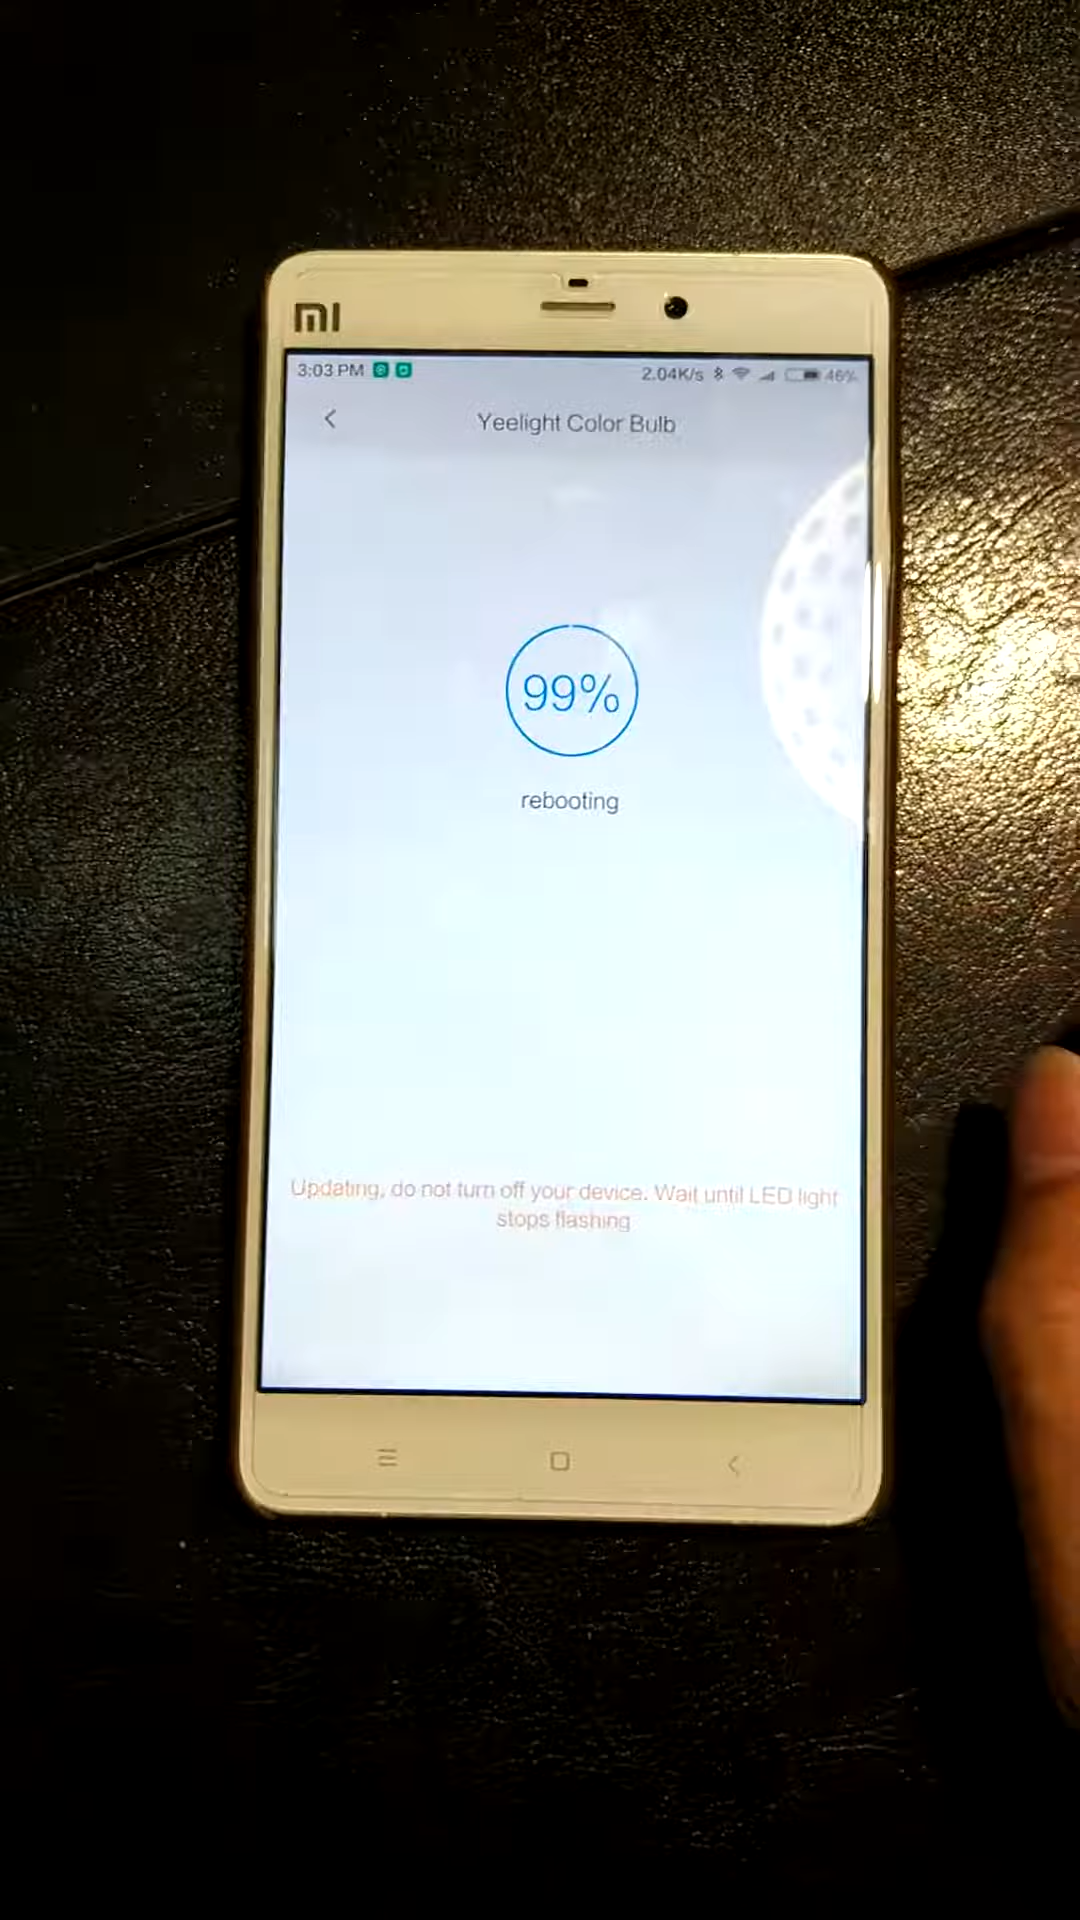 MI
3:03 PM 2.04K/s 46%
Yeelight Color Bulb
99%
rebooting
Updating, do not turn off your device. Wait until LED light
stops flashing